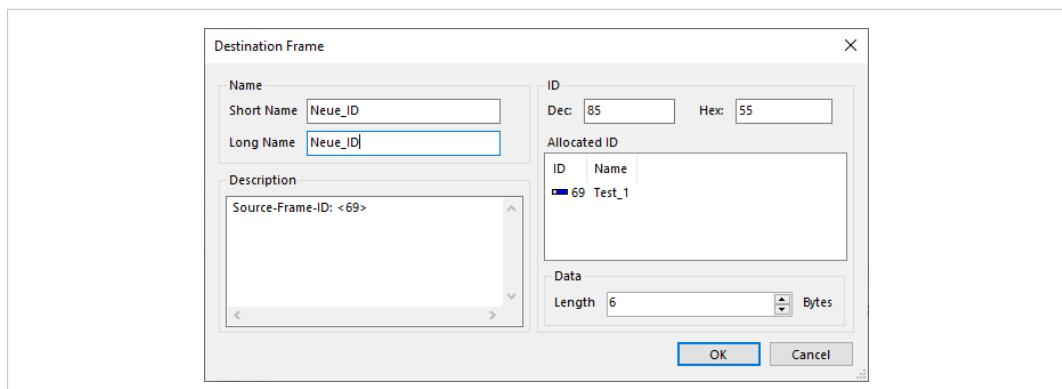 Destination Frame
Name
Short Name Neue_ID
Long Name Neue_ID
Description
Source-Frame-ID: <69>
ID
Dec: 85 Hex: 55
Allocated ID
ID Name
69 Test_1
Data
Length 6 Bytes
OK Cancel